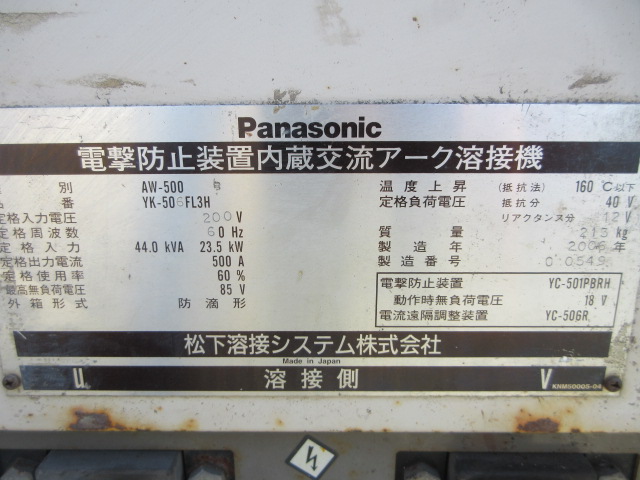 Panasonic
電撃防止装置内蔵交流アーク溶接機
別 AW-500
番 YK-506FL3H
定格入力電圧 200 V
定格周波数 60 Hz
定格入力 44.0 kVA 23.5 kW
定格出力電流 500 A
定格使用率 60 %
最高無負荷電圧 85 V
外箱形式 防滴形
温度上昇 (抵抗法) 160 ℃以下
定格負荷電圧 抵抗分 40 V
リアクタンス分 12 V
質量 215 kg
製造年 年
製造番号
電撃防止装置 YC-501PBRH
動作時無負荷電圧 18 V
電流遠隔調整装置 YC-506R
松下溶接システム株式会社
Made in Japan
U 溶接側 V